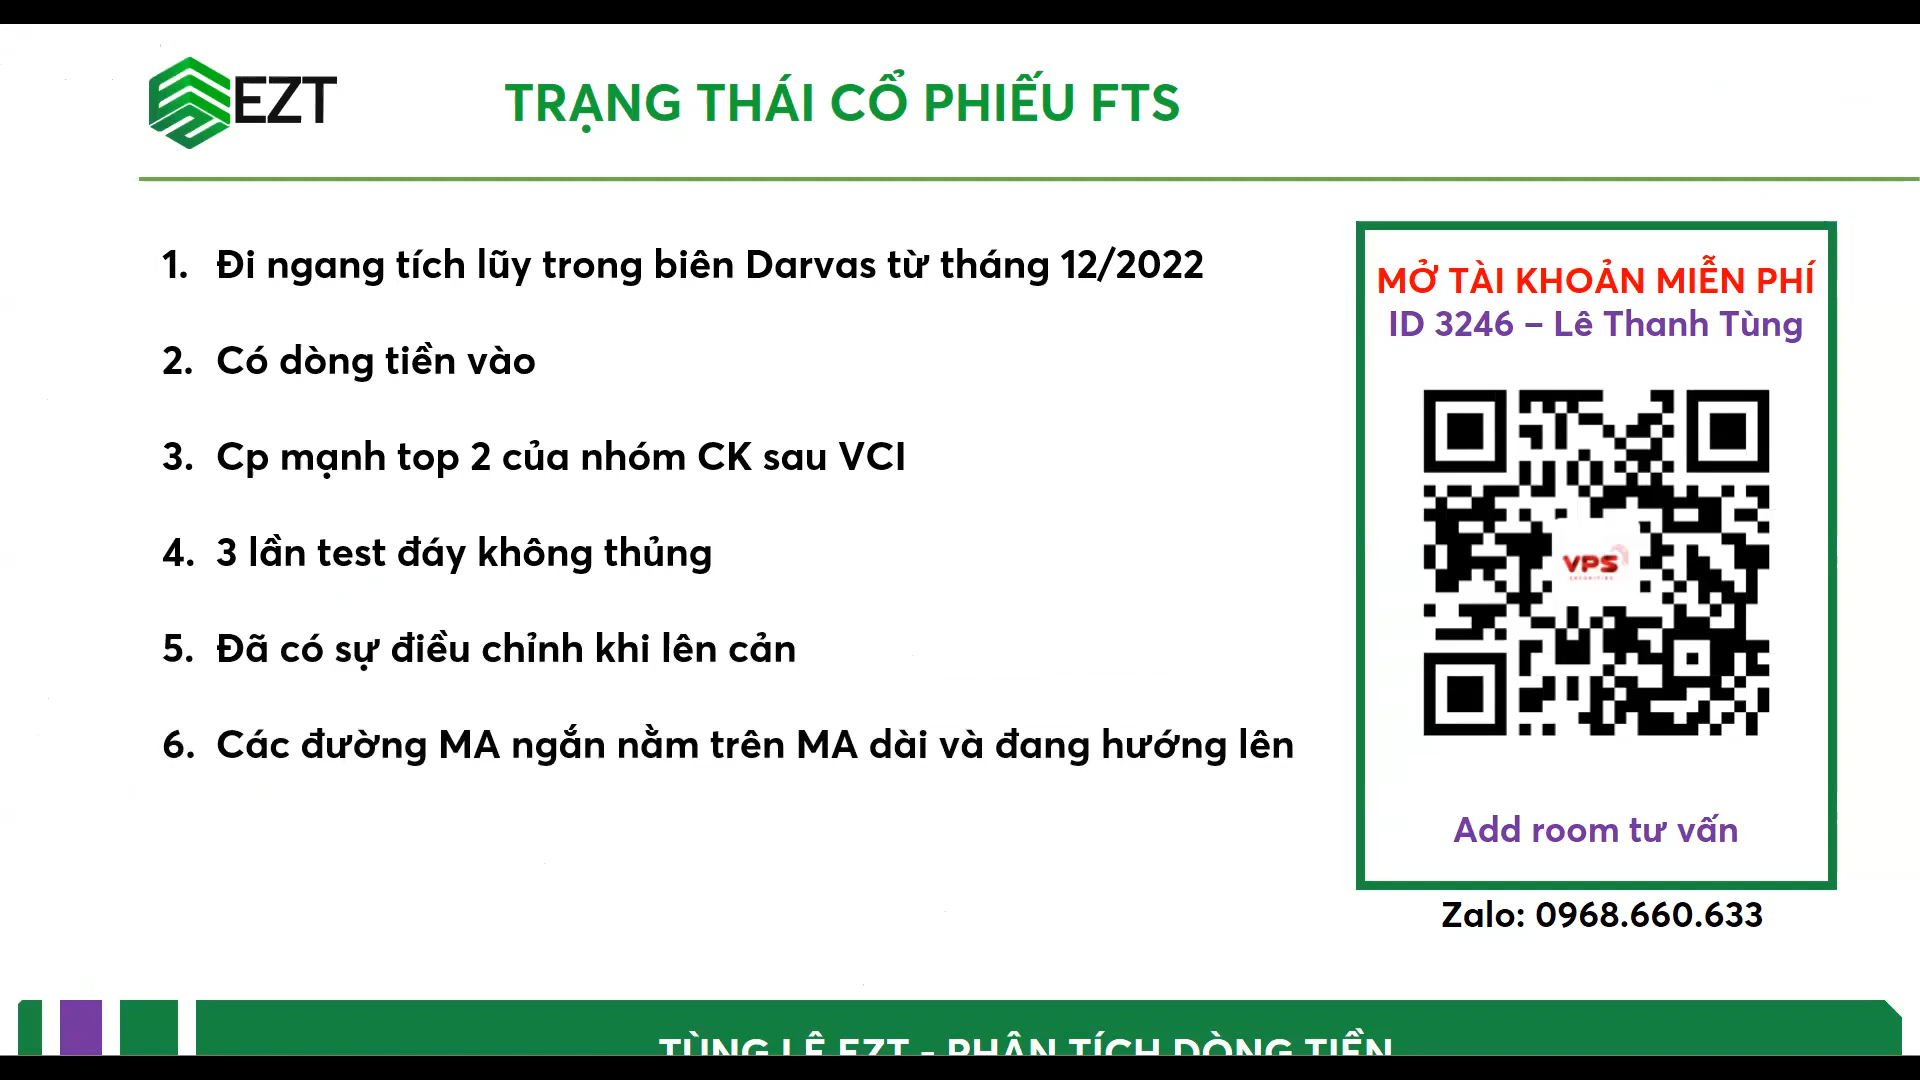 EZT
TRẠNG THÁI CỔ PHIẾU FTS
1. Đi ngang tích lũy trong biên Darvas từ tháng 12/2022
2. Có dòng tiền vào
3. Cp mạnh top 2 của nhóm CK sau VCI
4. 3 lần test đáy không thủng
5. Đã có sự điều chỉnh khi lên cản
6. Các đường MA ngắn nằm trên MA dài và đang hướng lên
MỞ TÀI KHOẢN MIỄN PHÍ
ID 3246 – Lê Thanh Tùng
VPS
SECURITIES
Add room tư vấn
Zalo: 0968.660.633
TÙNG LÊ EZT - PHÂN TÍCH DÒNG TIỀN